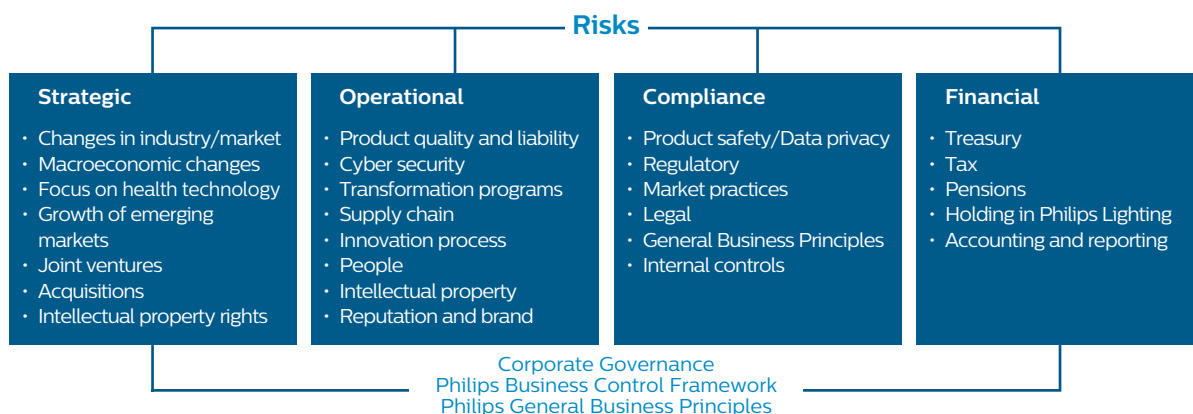 Risks
Strategic
• Changes in industry/market
• Macroeconomic changes
• Focus on health technology
• Growth of emerging
markets
• Joint ventures
• Acquisitions
• Intellectual property rights
Operational
• Product quality and liability
• Cyber security
• Transformation programs
• Supply chain
• Innovation process
• People
• Intellectual property
• Reputation and brand
Compliance
• Product safety/Data privacy
• Regulatory
• Market practices
• Legal
• General Business Principles
• Internal controls
Financial
• Treasury
• Tax
• Pensions
• Holding in Philips Lighting
• Accounting and reporting
Corporate Governance
Philips Business Control Framework
Philips General Business Principles